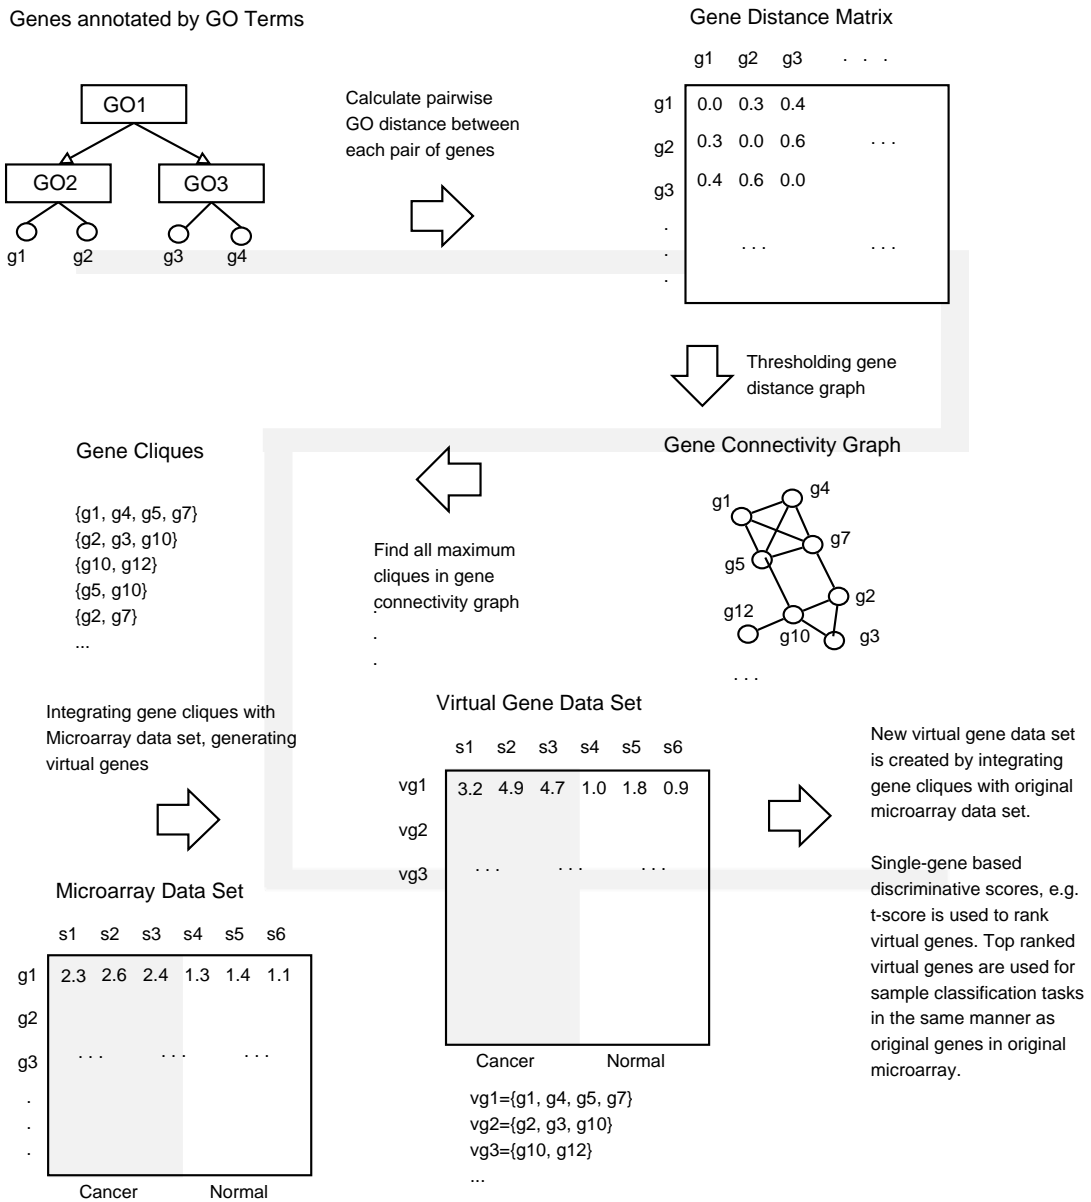 Genes annotated by GO Terms
GO1
GO2
GO3
g1
g2
g3
g4
Calculate pairwise
GO distance between
each pair of genes
Gene Distance Matrix
g1 g2 g3 . . .
g1 0.0 0.3 0.4
g2 0.3 0.0 0.6 . . .
g3 0.4 0.6 0.0
. . . . . . .
.
.
Thresholding gene
distance graph
Gene Connectivity Graph
g1
g4
g5
g7
g2
g12
g10
g3
. . .
Find all maximum
cliques in gene
connectivity graph
.
.
.
Gene Cliques
{g1, g4, g5, g7}
{g2, g3, g10}
{g10, g12}
{g5, g10}
{g2, g7}
...
Integrating gene cliques with
Microarray data set, generating
virtual genes
Microarray Data Set
s1 s2 s3 s4 s5 s6
g1 2.3 2.6 2.4 1.3 1.4 1.1
g2
g3 . . . . . . . . .
.
.
.
Cancer Normal
Virtual Gene Data Set
s1 s2 s3 s4 s5 s6
vg1 3.2 4.9 4.7 1.0 1.8 0.9
vg2
vg3 . . . . . . . . .
Cancer Normal
vg1={g1, g4, g5, g7}
vg2={g2, g3, g10}
vg3={g10, g12}
...
New virtual gene data set
is created by integrating
gene cliques with original
microarray data set.
Single-gene based
discriminative scores, e.g.
t-score is used to rank
virtual genes. Top ranked
virtual genes are used for
sample classification tasks
in the same manner as
original genes in original
microarray.